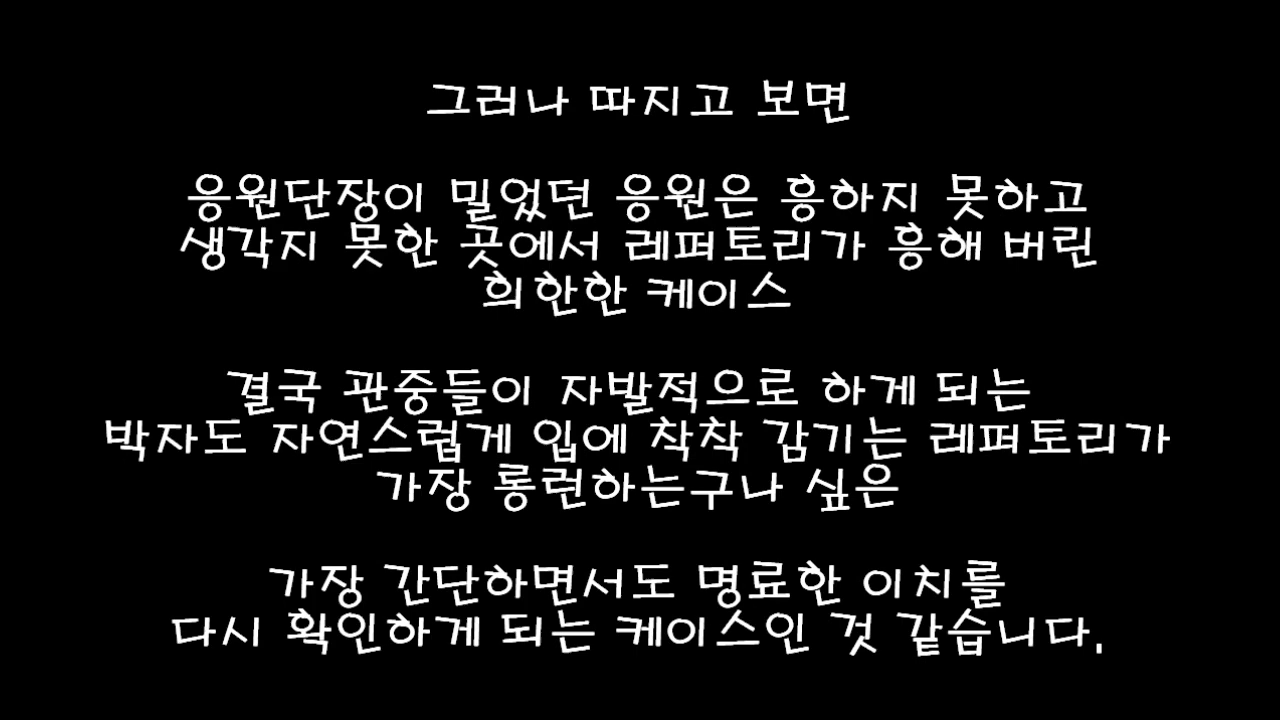 그러나 따지고 보면
응원단장이 밀었던 응원은 흥하지 못하고
생각지 못한 곳에서 레퍼토리가 흥해 버린
희한한 케이스
결국 관중들이 자발적으로 하게 되는
박자도 자연스럽게 입에 착착 감기는 레퍼토리가
가장 롱런하는구나 싶은
가장 간단하면서도 명료한 이치를
다시 확인하게 되는 케이스인 것 같습니다.